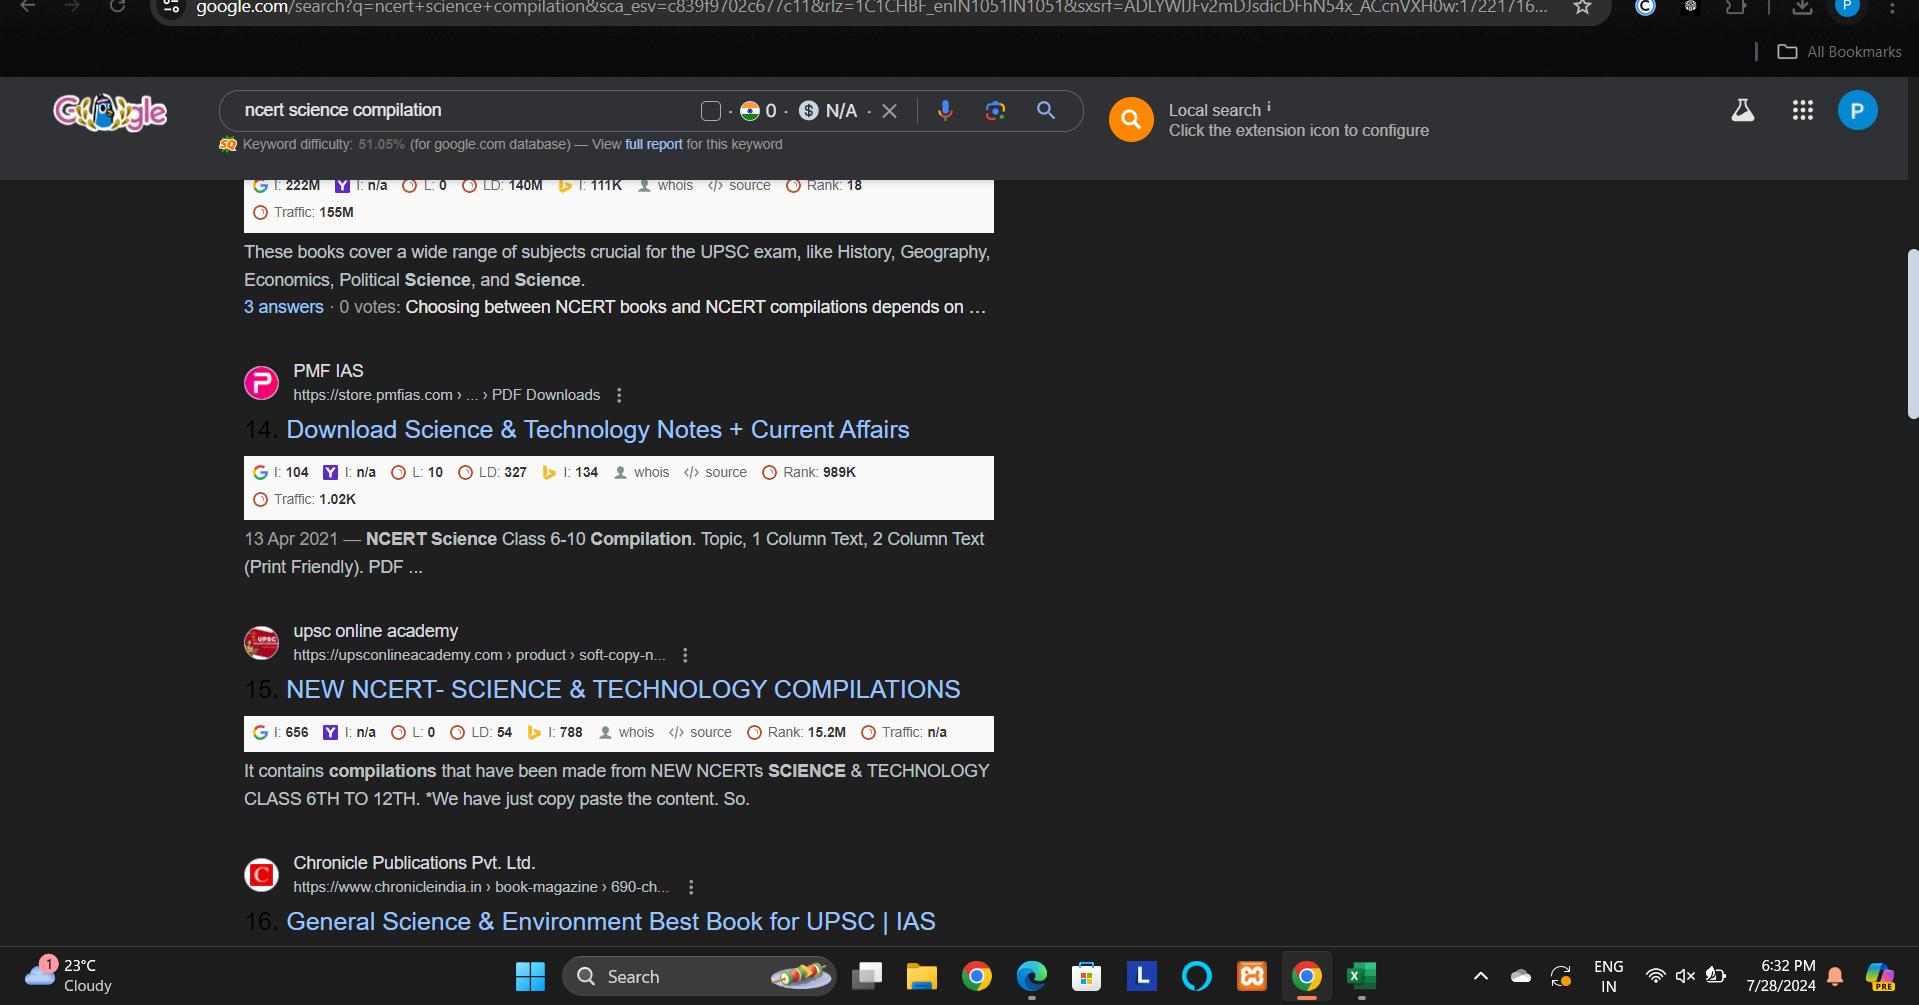 google.com/search?q=ncert+science+compilation&sca_esv=c839f9702c677c11&rlz=1C1CHBF_enIN1051IN1051&sxsrf=ADLYWIJFv2mDJsdicDFhN54x_ACcnVXH0w:17221716...
P
All Bookmarks
Google
ncert science compilation
0 · N/A ·
Local search i
Click the extension icon to configure
P
Keyword difficulty: 51.05% (for google.com database) — View full report for this keyword
I: 222M I: n/a L: 0 LD: 140M I: 111K whois source Rank: 18
Traffic: 155M
These books cover a wide range of subjects crucial for the UPSC exam, like History, Geography,
Economics, Political Science, and Science.
3 answers · 0 votes: Choosing between NCERT books and NCERT compilations depends on …
PMF IAS
https://store.pmfias.com › ... › PDF Downloads
14. Download Science & Technology Notes + Current Affairs
I: 104 I: n/a L: 10 LD: 327 I: 134 whois source Rank: 989K
Traffic: 1.02K
13 Apr 2021 — NCERT Science Class 6-10 Compilation. Topic, 1 Column Text, 2 Column Text
(Print Friendly). PDF ...
upsc online academy
https://upsconlineacademy.com › product › soft-copy-n...
15. NEW NCERT- SCIENCE & TECHNOLOGY COMPILATIONS
I: 656 I: n/a L: 0 LD: 54 I: 788 whois source Rank: 15.2M Traffic: n/a
It contains compilations that have been made from NEW NCERTs SCIENCE & TECHNOLOGY
CLASS 6TH TO 12TH. *We have just copy paste the content. So.
Chronicle Publications Pvt. Ltd.
https://www.chronicleindia.in › book-magazine › 690-ch...
16. General Science & Environment Best Book for UPSC | IAS
1
23°C
Cloudy
Search
ENG
IN
6:32 PM
7/28/2024
PRE